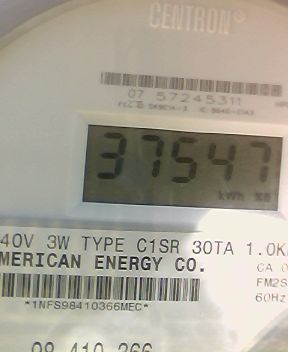 CENTRON®
07 57245311
37547
kWh
40V 3W TYPE C1SR 30TA 1.0K
MERICAN ENERGY CO.
CA
FM2S
60Hz
*1NFS98410366MEC*
98 410 366